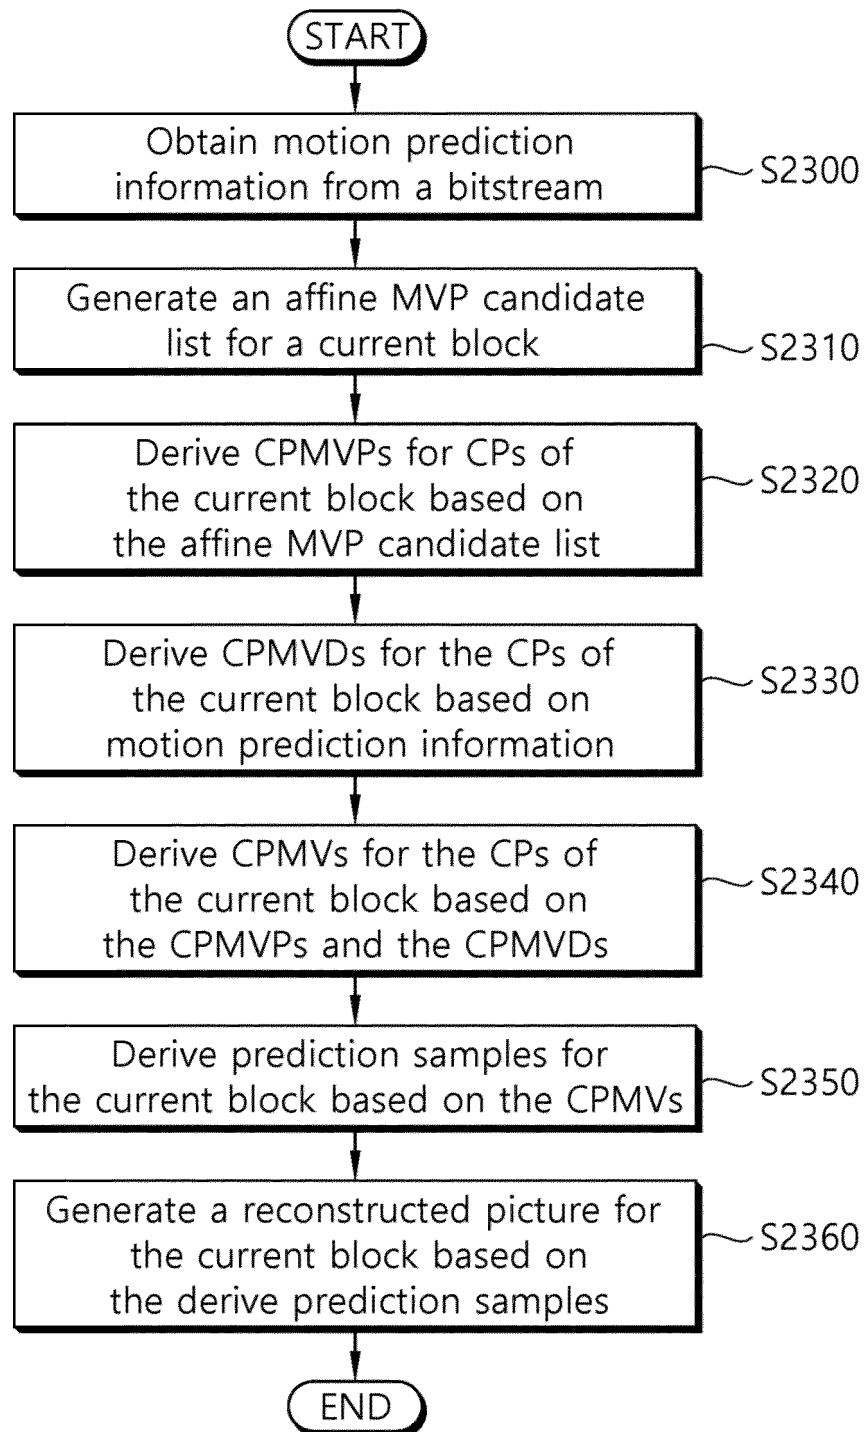 START
Obtain motion prediction
information from a bitstream
S2300
Generate an affine MVP candidate
list for a current block
S2310
Derive CPMVPs for CPs of
the current block based on
the affine MVP candidate list
S2320
Derive CPMVDs for the CPs of
the current block based on
motion prediction information
S2330
Derive CPMVs for the CPs of
the current block based on
the CPMVPs and the CPMVDs
S2340
Derive prediction samples for
the current block based on the CPMVs
S2350
Generate a reconstructed picture for
the current block based on
the derive prediction samples
S2360
END